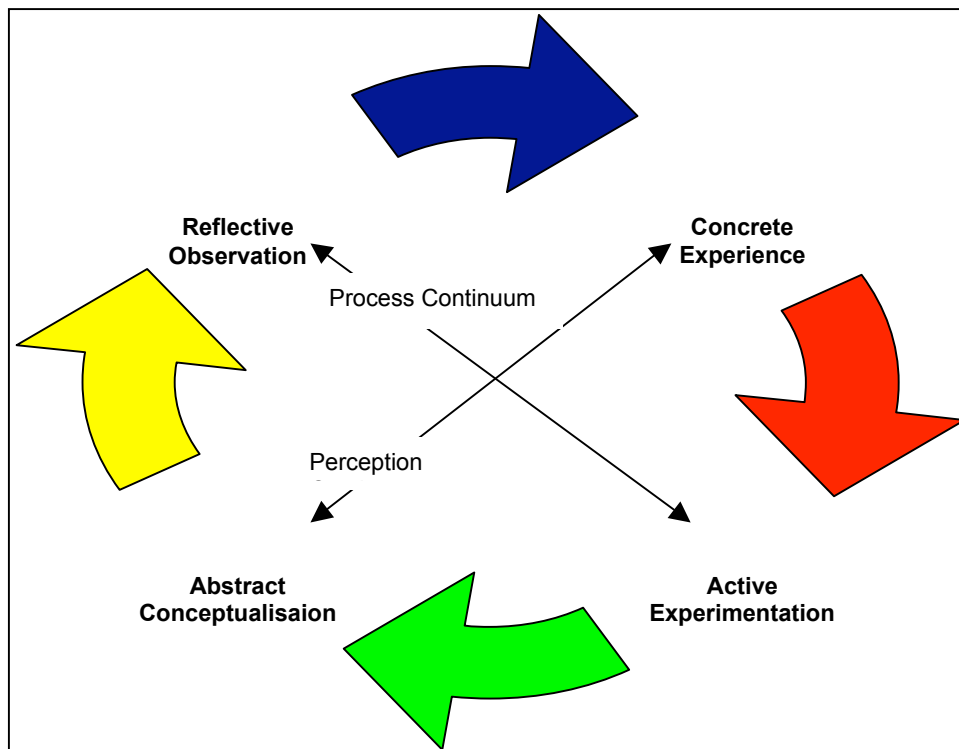 Reflective
Observation
Concrete
Experience
Process Continuum
Perception
Abstract
Conceptualisaion
Active
Experimentation